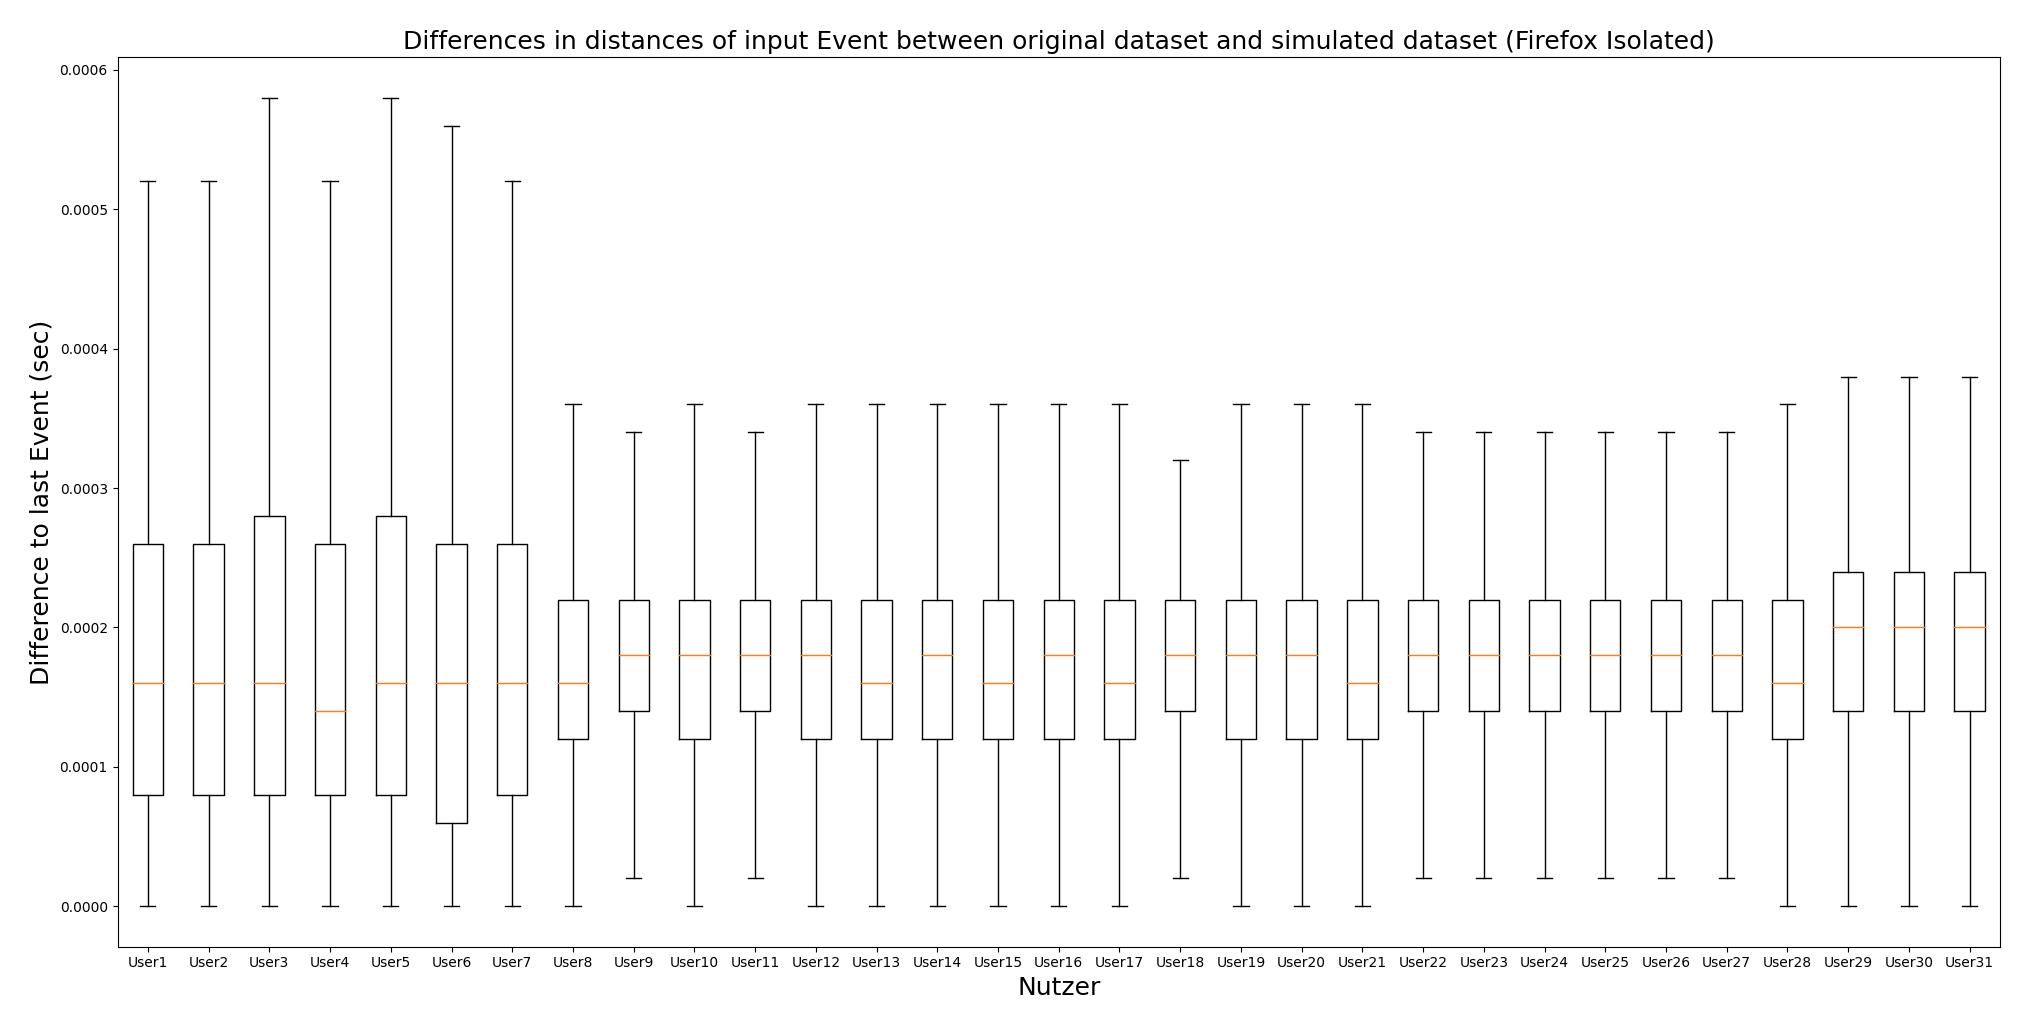 Differences in distances of input Event between original dataset and simulated dataset (Firefox Isolated)
0.0006
0.0005
0.0004
0.0003
0.0002
0.0001
0.0000
Difference to last Event (sec)
User1 User2 User3 User4 User5 User6 User7 User8 User9 User10 User11 User12 User13 User14 User15 User16 User17 User18 User19 User20 User21 User22 User23 User24 User25 User26 User27 User28 User29 User30 User31
Nutzer